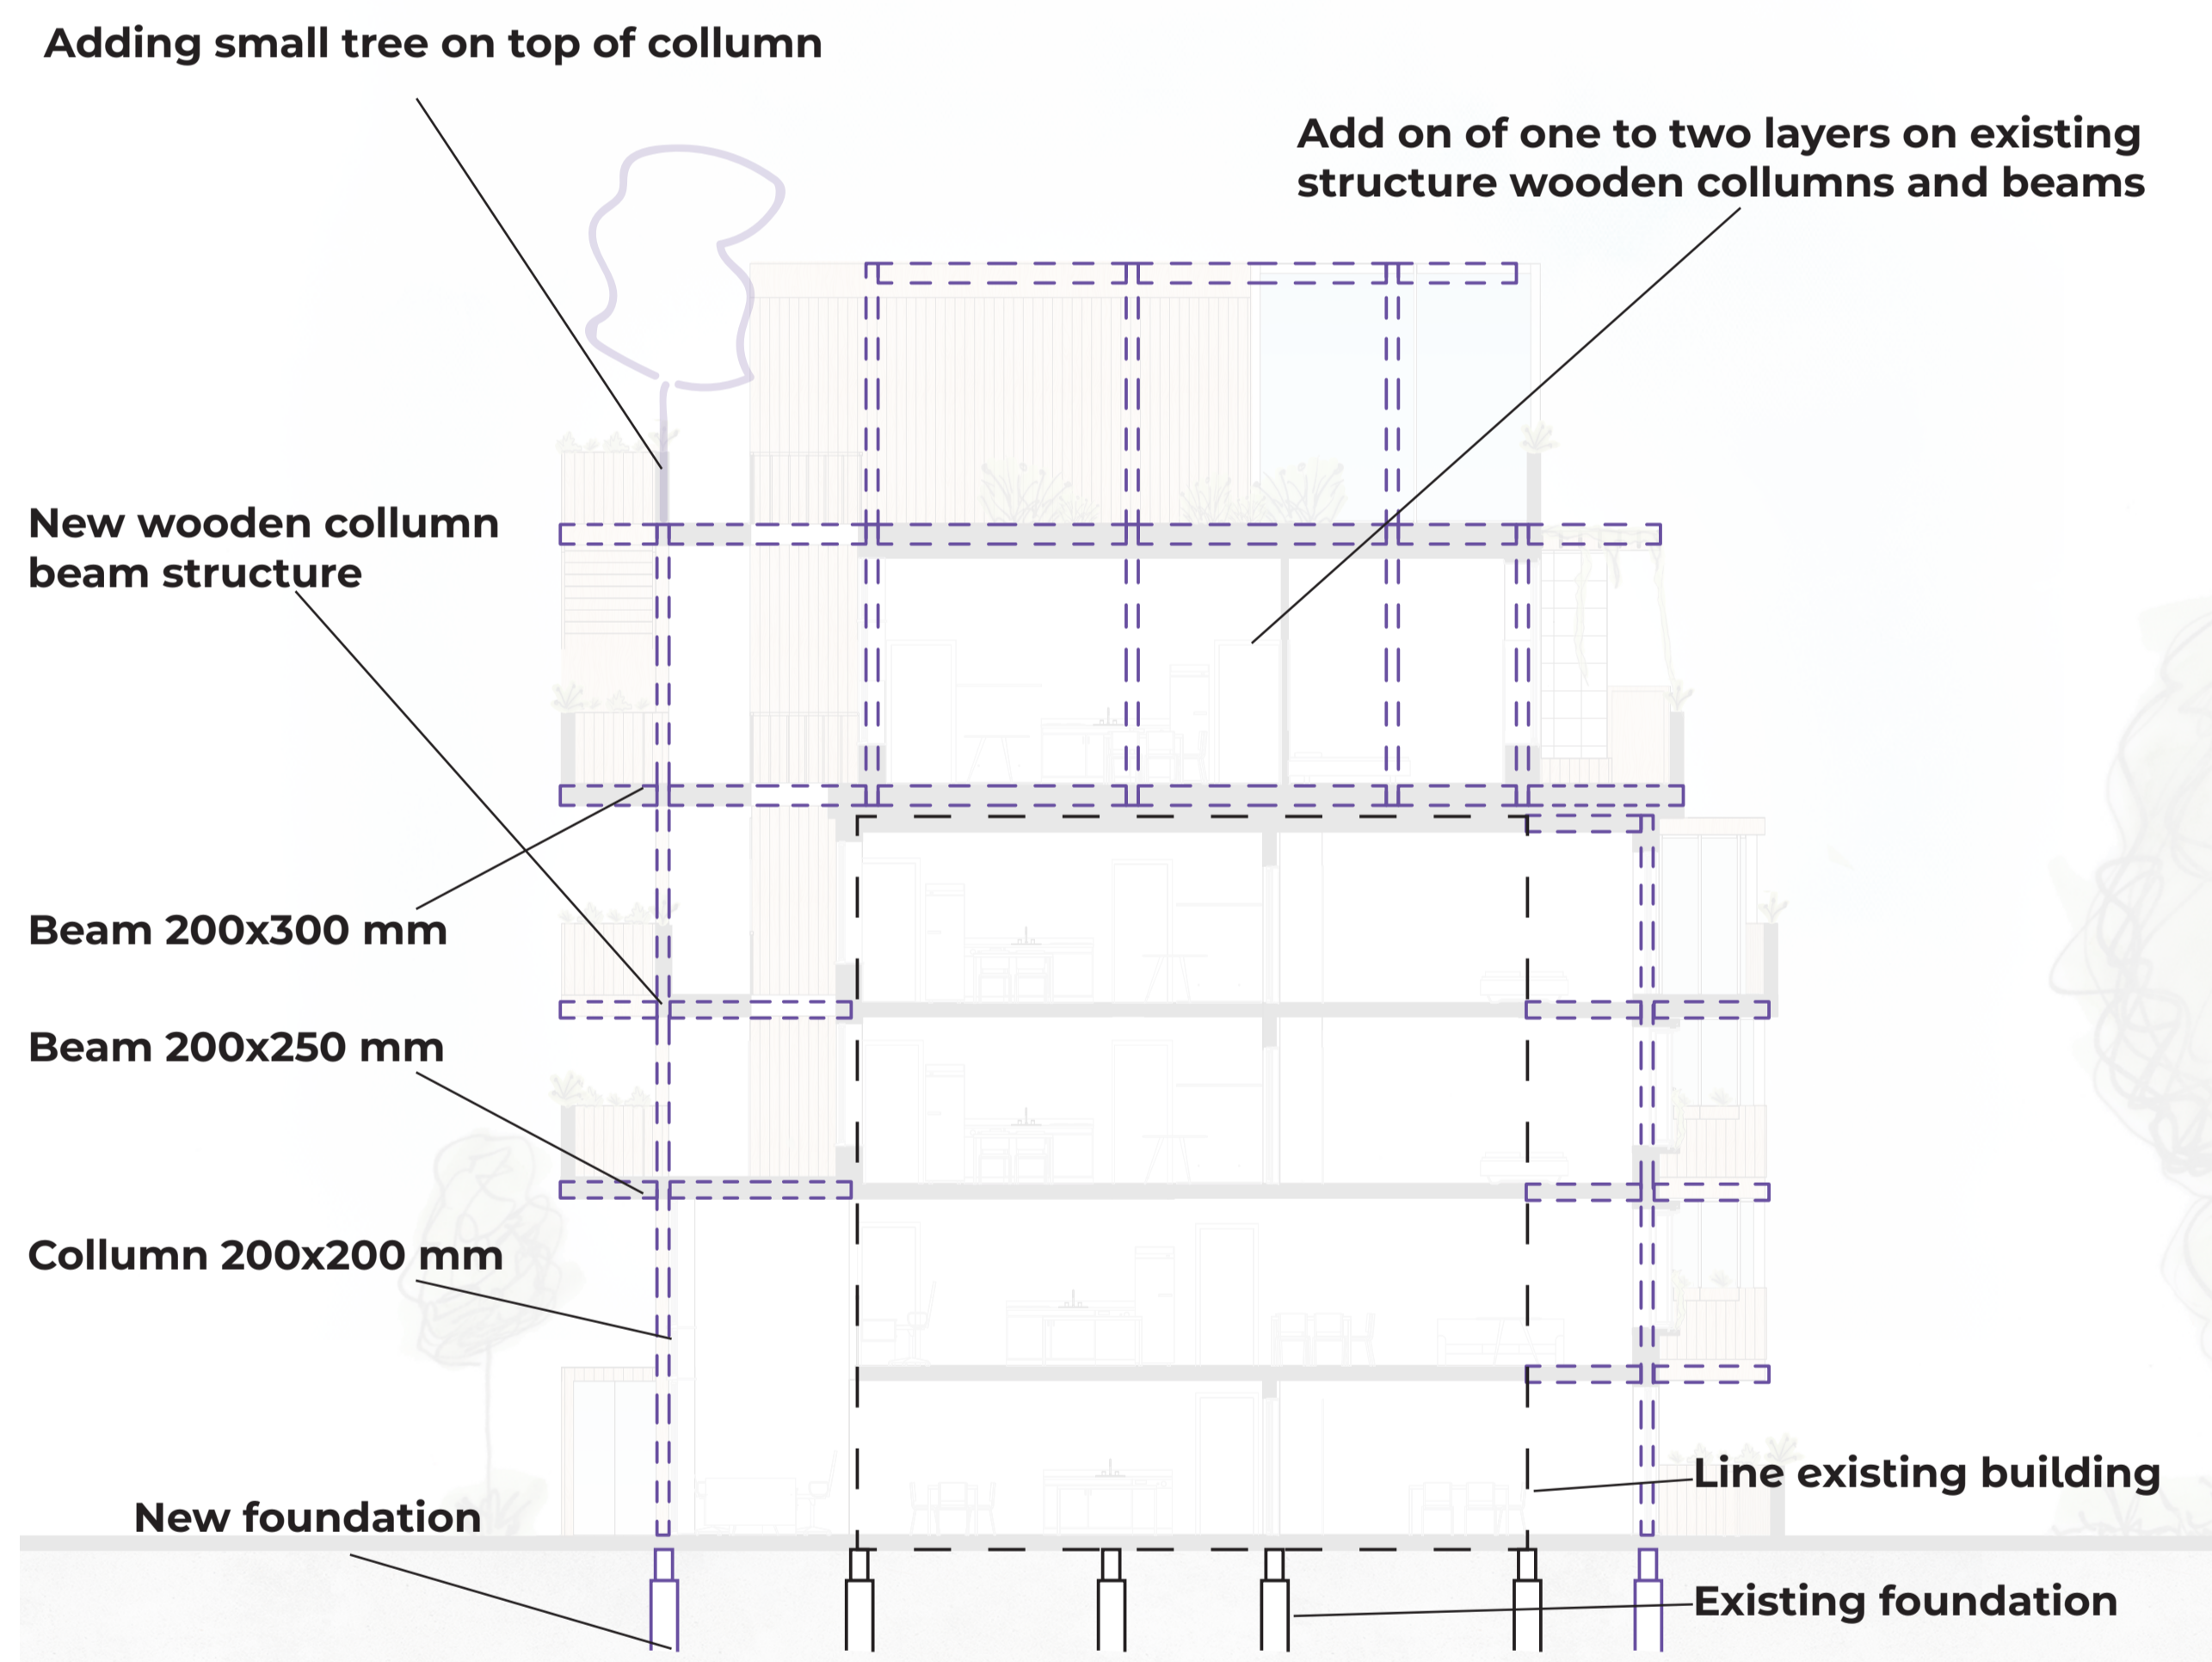 Adding small tree on top of collumn
Add on of one to two layers on existing
structure wooden collumns and beams
New wooden collumn
beam structure
Beam 200x300 mm
Beam 200x250 mm
Collumn 200x200 mm
Line existing building
New foundation
Existing foundation